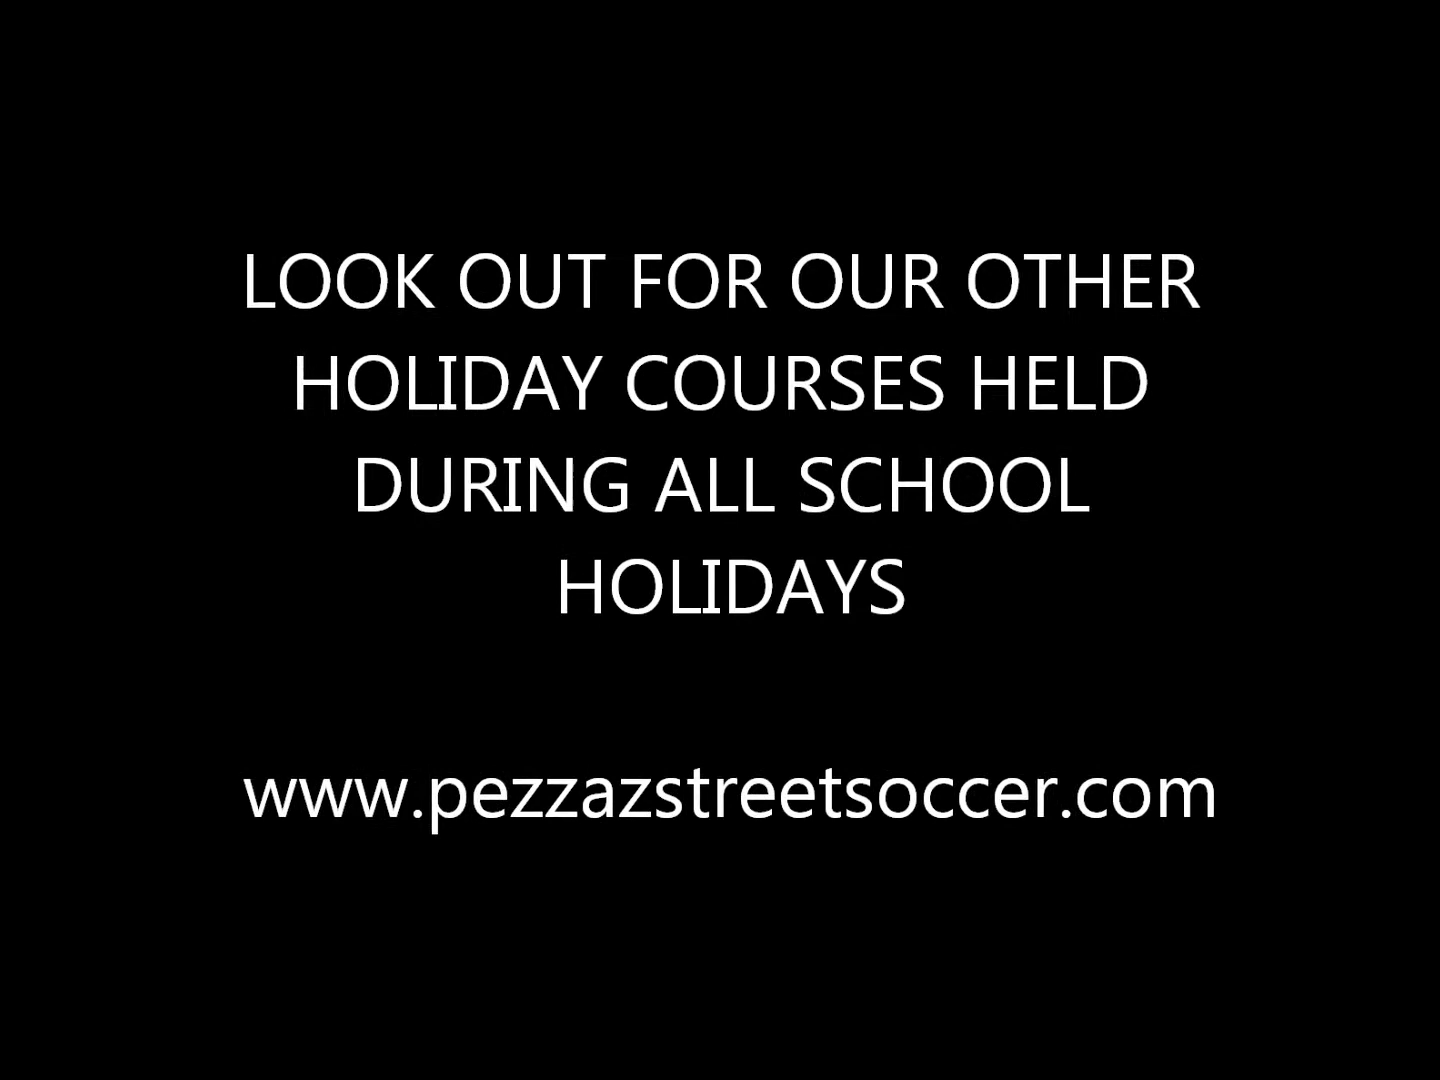 LOOK OUT FOR OUR OTHER
HOLIDAY COURSES HELD
DURING ALL SCHOOL
HOLIDAYS
www.pezzazstreetsoccer.com